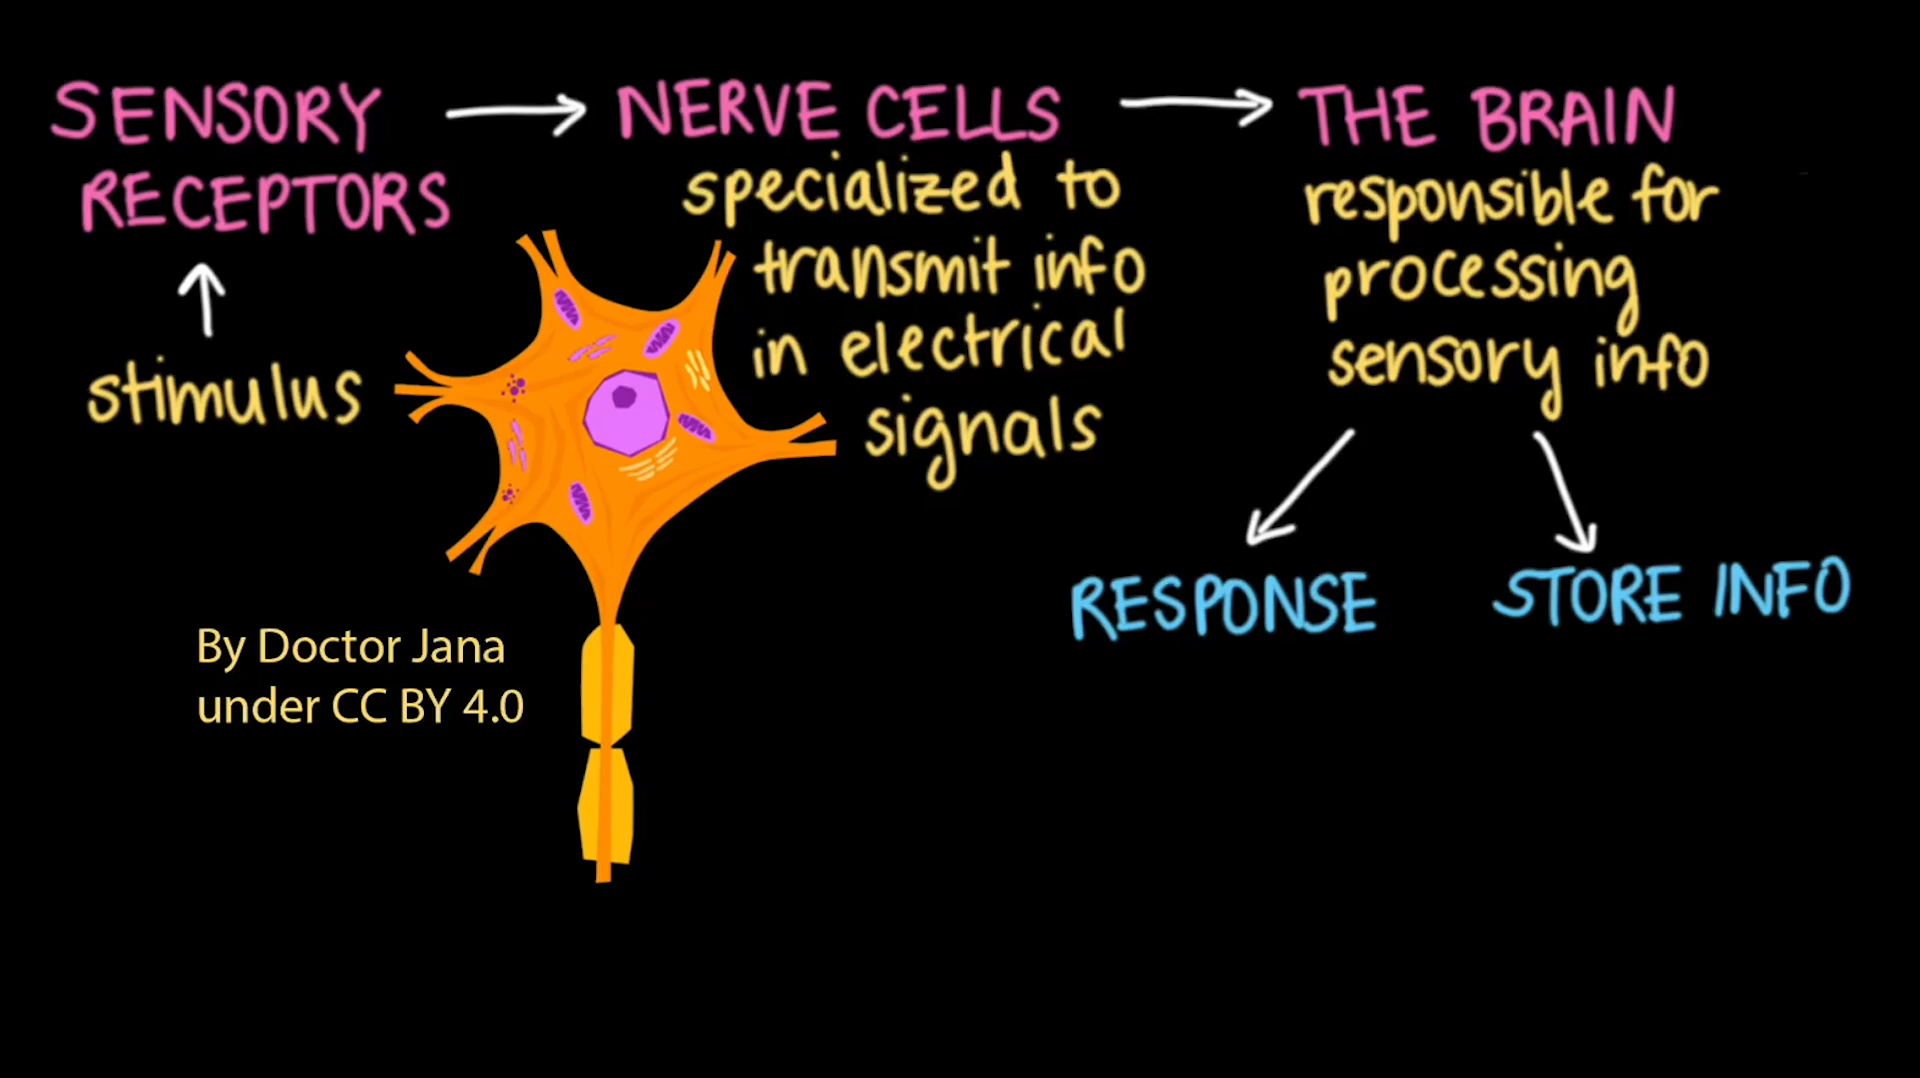 SENSORY
RECEPTORS
stimulus
NERVE CELLS
specialized to
transmit info
in electrical
signals
THE BRAIN
responsible for
processing
sensory info
RESPONSE
STORE INFO
By Doctor Jana
under CC BY 4.0